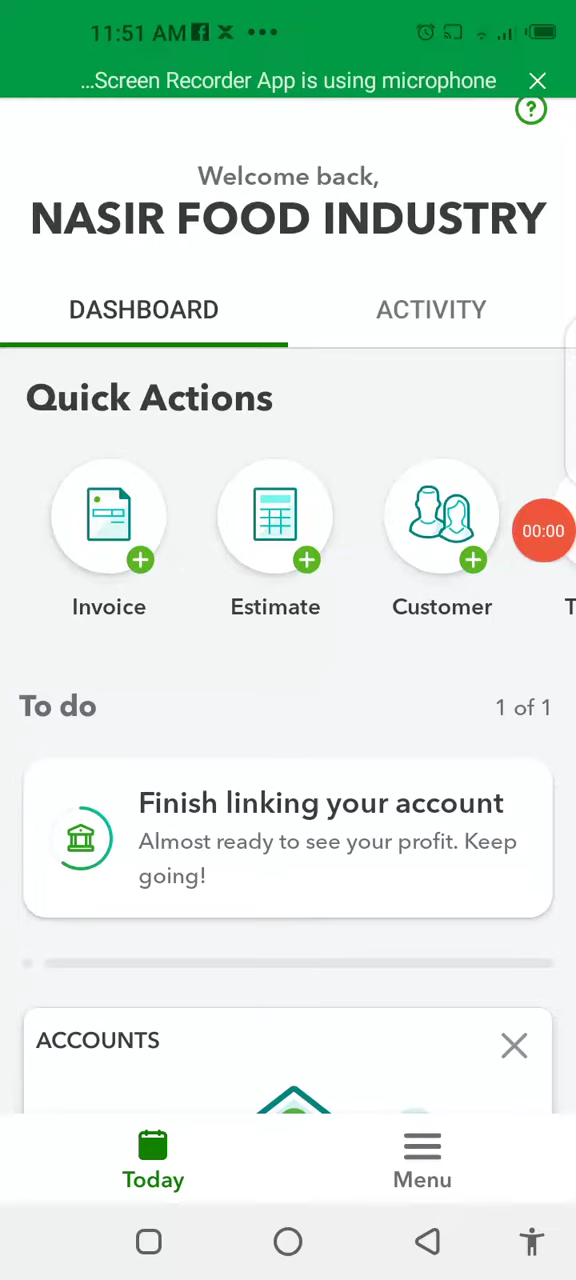 11:51 AM
...Screen Recorder App is using microphone
Welcome back,
NASIR FOOD INDUSTRY
DASHBOARD
ACTIVITY
Quick Actions
00:00
Invoice
Estimate
Customer
T
To do
1 of 1
Finish linking your account
Almost ready to see your profit. Keep
going!
ACCOUNTS
Today
Menu